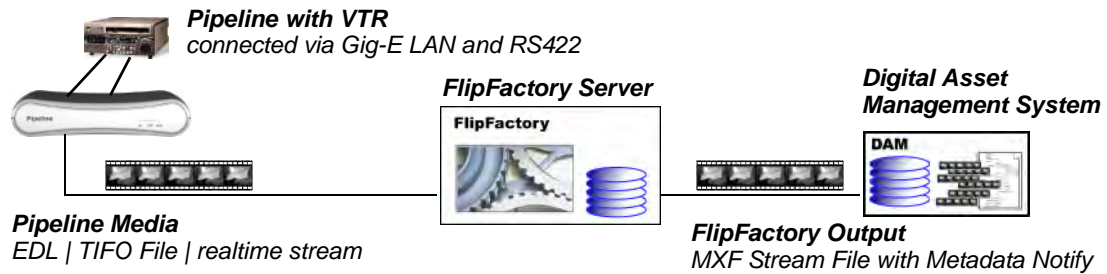 Pipeline with VTR
connected via Gig-E LAN and RS422
Pipeline
FlipFactory Server
FlipFactory
Digital Asset
Management System
DAM
Pipeline Media
EDL | TIFO File | realtime stream
FlipFactory Output
MXF Stream File with Metadata Notify